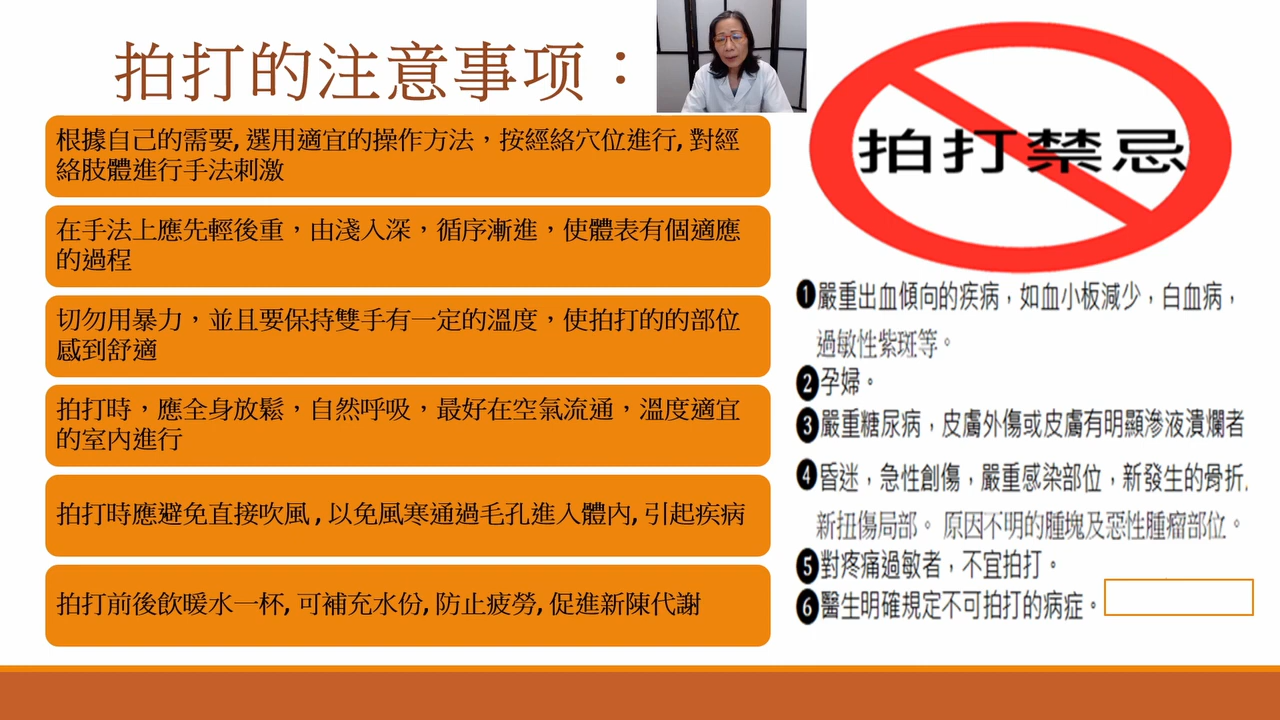 拍打的注意事项：
根據自己的需要, 選用適宜的操作方法，按經絡穴位進行, 對經
絡肢體進行手法刺激
在手法上應先輕後重，由淺入深，循序漸進，使體表有個適應
的過程
切勿用暴力，並且要保持雙手有一定的溫度，使拍打的的部位
感到舒適
拍打時，應全身放鬆，自然呼吸，最好在空氣流通，溫度適宜
的室內進行
拍打時應避免直接吹風, 以免風寒通過毛孔進入體內, 引起疾病
拍打前後飲暖水一杯, 可補充水份, 防止疲勞, 促進新陳代謝
拍打禁忌
❶嚴重出血傾向的疾病，如血小板減少，白血病，
過敏性紫斑等。
❷孕婦。
❸嚴重糖尿病，皮膚外傷或皮膚有明顯滲液潰爛者
❹昏迷，急性創傷，嚴重感染部位，新發生的骨折,
新扭傷局部。 原因不明的腫塊及惡性腫瘤部位。
❺對疼痛過敏者，不宜拍打。
❻醫生明確規定不可拍打的病症。